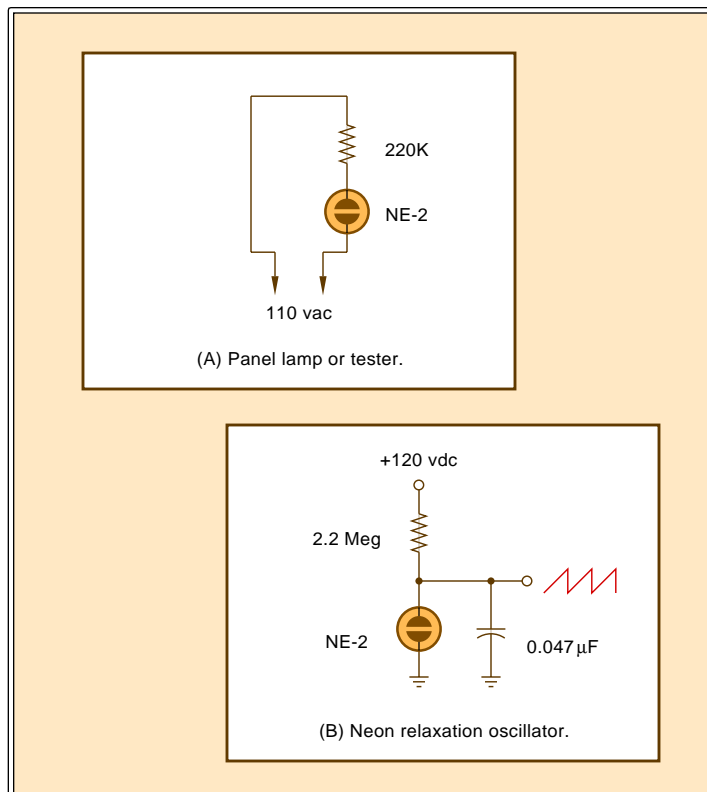 220K
NE-2
110 vac
(A) Panel lamp or tester.
+120 vdc
2.2 Meg
NE-2
0.047 µF
(B) Neon relaxation oscillator.